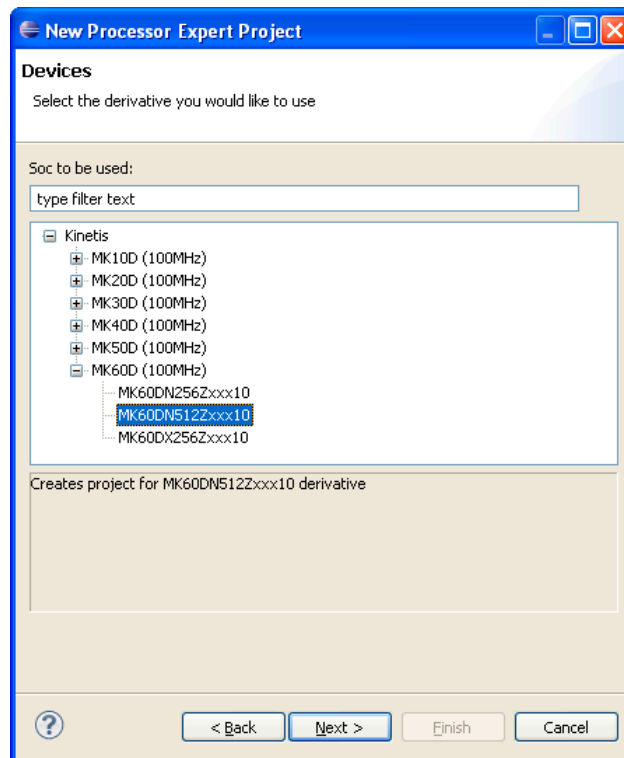 New Processor Expert Project
Devices
Select the derivative you would like to use
Soc to be used:
type filter text
Kinetis
MK10D (100MHz)
MK20D (100MHz)
MK30D (100MHz)
MK40D (100MHz)
MK50D (100MHz)
MK60D (100MHz)
MK60DN256Zxxx10
MK60DN512Zxxx10
MK60DX256Zxxx10
Creates project for MK60DN512Zxxx10 derivative
? < Back Next > Finish Cancel